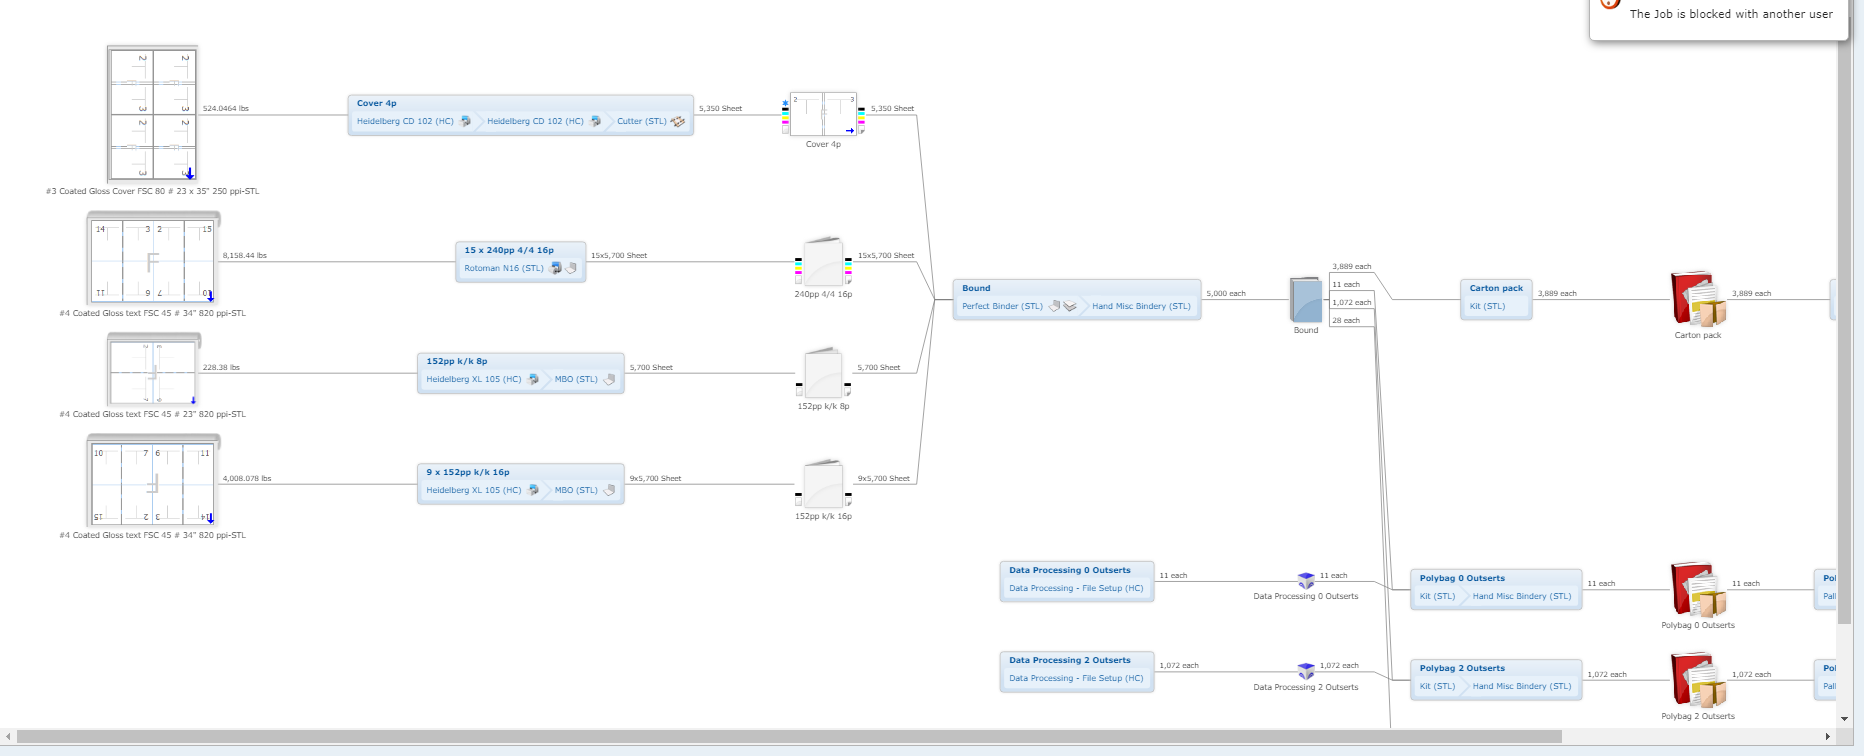 The Job is blocked with another user
524.0464 lbs
Cover 4p
Heidelberg CD 102 (HC) Heidelberg CD 102 (HC) Cutter (STL)
5,350 Sheet
5,350 Sheet
Cover 4p
#3 Coated Gloss Cover FSC 80 # 23 x 35" 250 ppi-STL
14 3 2 15
11 6 7 10
8,158.44 lbs
15 x 240pp 4/4 16p
Rotoman N16 (STL)
15x5,700 Sheet
15x5,700 Sheet
240pp 4/4 16p
#4 Coated Gloss text FSC 45 # 34" 820 ppi-STL
Bound
Perfect Binder (STL) Hand Misc Bindery (STL)
5,000 each
Bound
3,889 each
11 each
1,072 each
28 each
Carton pack
Kit (STL)
3,889 each
3,889 each
Carton pack
228.38 lbs
152pp k/k 8p
Heidelberg XL 105 (HC) MBO (STL)
5,700 Sheet
5,700 Sheet
152pp k/k 8p
#4 Coated Gloss text FSC 45 # 23" 820 ppi-STL
10 7 6 11
15 2 3 14
4,008.078 lbs
9 x 152pp k/k 16p
Heidelberg XL 105 (HC) MBO (STL)
9x5,700 Sheet
9x5,700 Sheet
152pp k/k 16p
#4 Coated Gloss text FSC 45 # 34" 820 ppi-STL
Data Processing 0 Outserts
Data Processing - File Setup (HC)
11 each
11 each
Data Processing 0 Outserts
Polybag 0 Outserts
Kit (STL) Hand Misc Bindery (STL)
11 each
11 each
Polybag 0 Outserts
Pol
Pall
Data Processing 2 Outserts
Data Processing - File Setup (HC)
1,072 each
1,072 each
Data Processing 2 Outserts
Polybag 2 Outserts
Kit (STL) Hand Misc Bindery (STL)
1,072 each
1,072 each
Polybag 2 Outserts
Pol
Pall